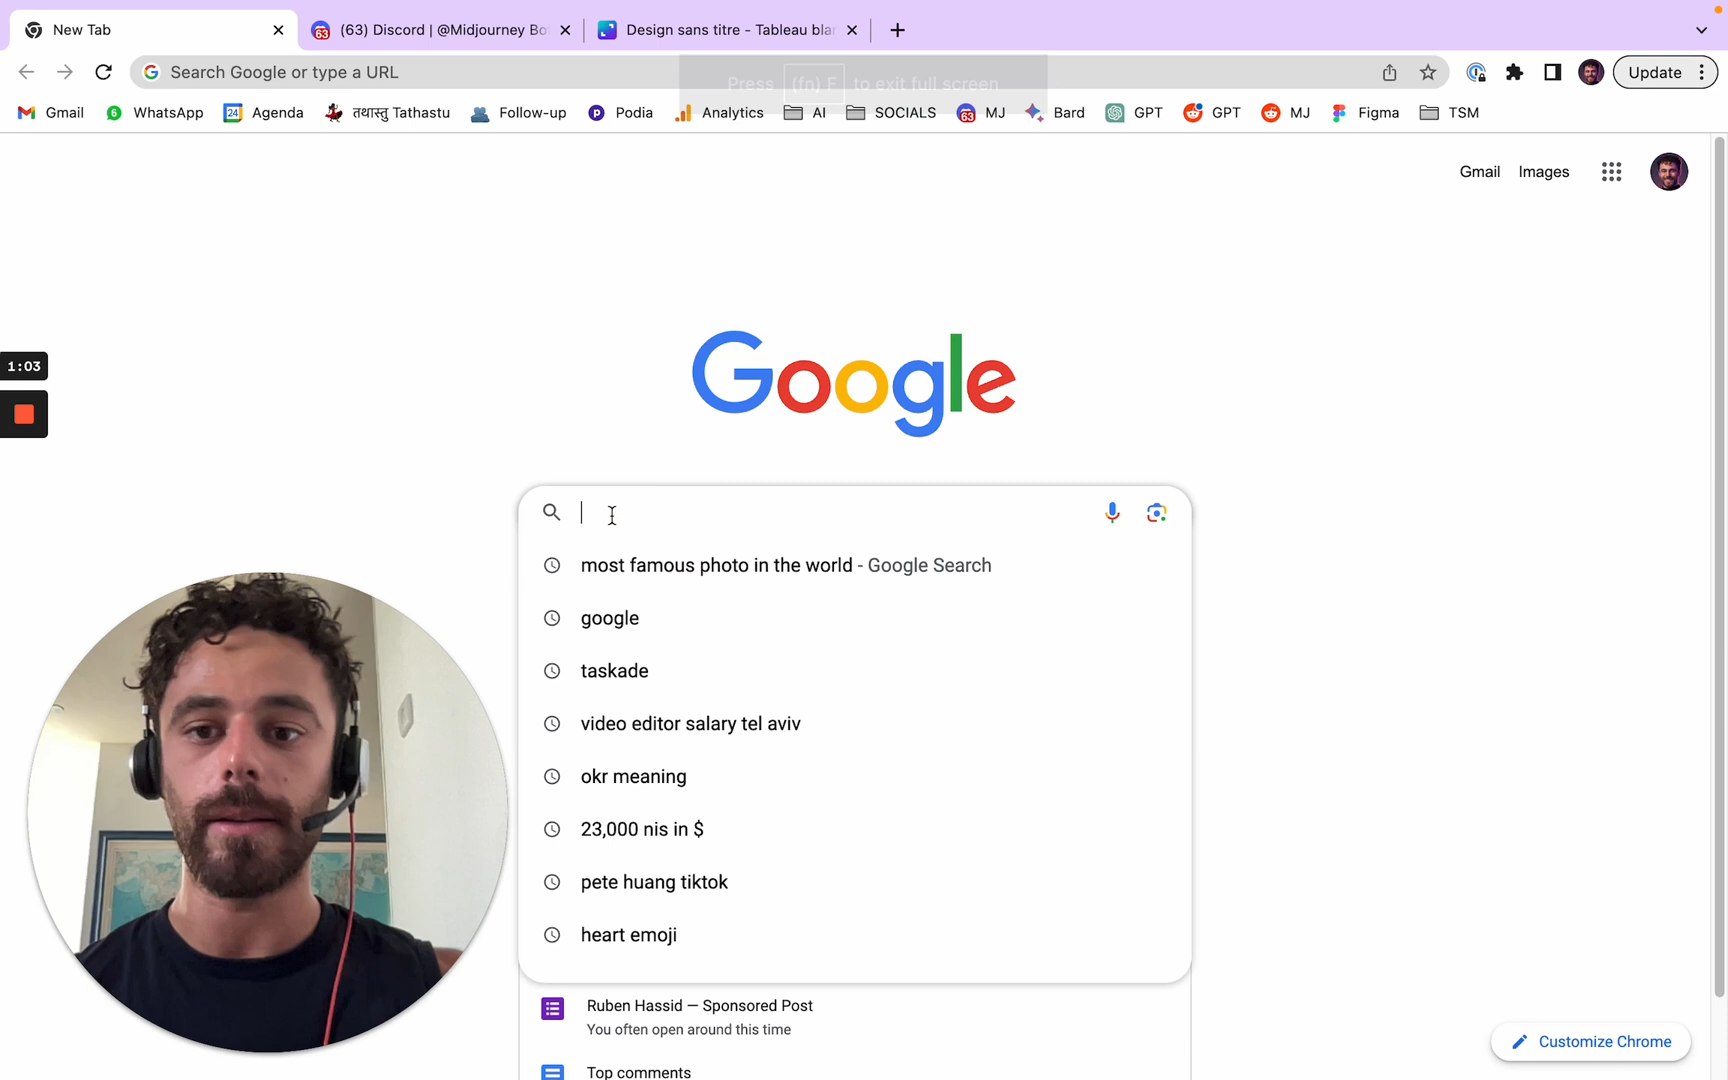 New Tab
63
(63) Discord | @Midjourney Bo
Design sans titre - Tableau bla
Search Google or type a URL
Press (fn) F to exit full screen
Update
Gmail
6
WhatsApp
24
Agenda
तथास्तु Tathastu
Follow-up
Podia
Analytics
AI
SOCIALS
63
MJ
Bard
GPT
GPT
MJ
Figma
TSM
Gmail
Images
Google
1:03
most famous photo in the world - Google Search
google
taskade
video editor salary tel aviv
okr meaning
23,000 nis in $
pete huang tiktok
heart emoji
Ruben Hassid — Sponsored Post
You often open around this time
Top comments
Customize Chrome